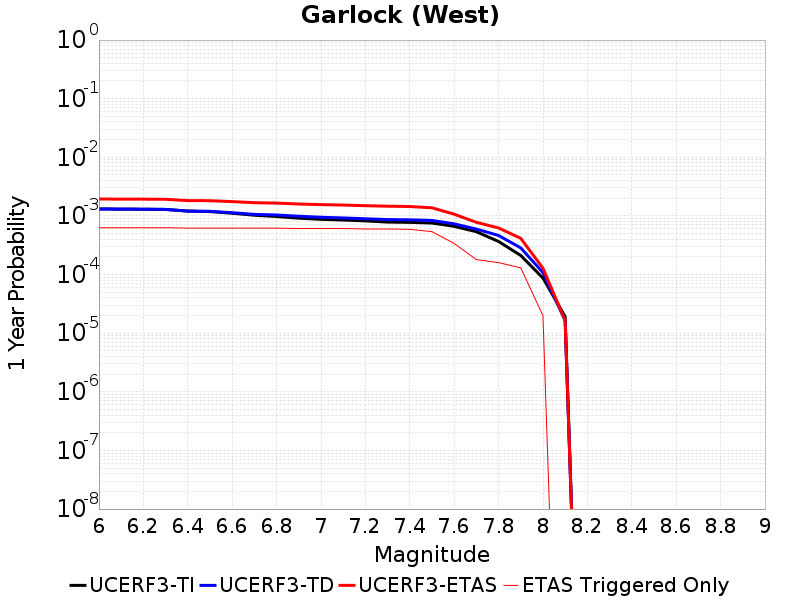 Garlock (West)
1 Year Probability
10^0
10^-1
10^-2
10^-3
10^-4
10^-5
10^-6
10^-7
10^-8
6 6.2 6.4 6.6 6.8 7 7.2 7.4 7.6 7.8 8 8.2 8.4 8.6 8.8 9
Magnitude
UCERF3-TI UCERF3-TD UCERF3-ETAS ETAS Triggered Only